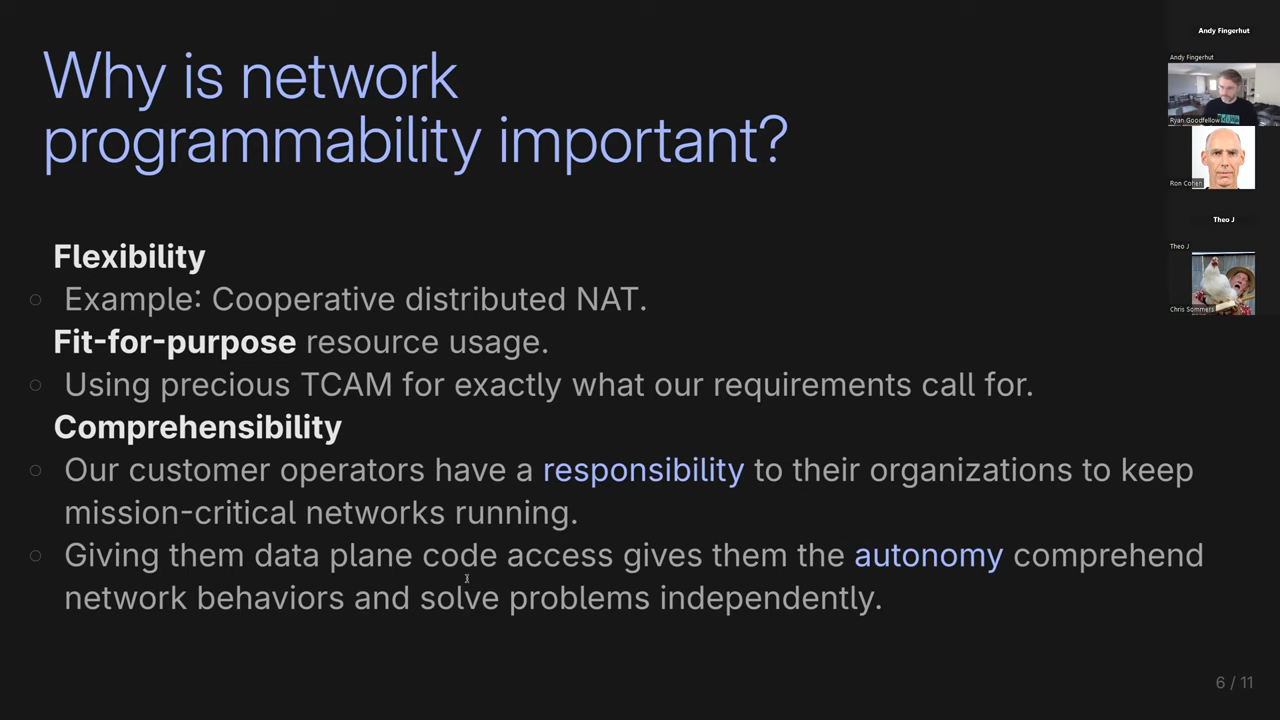 Why is network
programmability important?
Flexibility
Example: Cooperative distributed NAT.
Fit-for-purpose resource usage.
Using precious TCAM for exactly what our requirements call for.
Comprehensibility
Our customer operators have a responsibility to their organizations to keep
mission-critical networks running.
Giving them data plane code access gives them the autonomy comprehend
network behaviors and solve problems independently.
6 / 11
Andy Fingerhut
Andy Fingerhut
Ryan Goodfellow
Ron Cohen
Theo J
Theo J
Chris Sommers